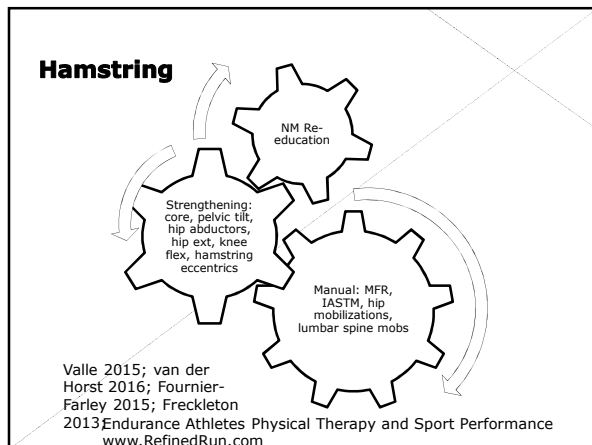 Hamstring
NM Re-
education
Strengthening:
core, pelvic tilt,
hip abductors,
hip ext, knee
flex, hamstring
eccentrics
Manual: MFR,
IASTM, hip
mobilizations,
lumbar spine mobs
Valle 2015; van der
Horst 2016; Fournier-
Farley 2015; Freckleton
2013;
Endurance Athletes Physical Therapy and Sport Performance
www.RefinedRun.com